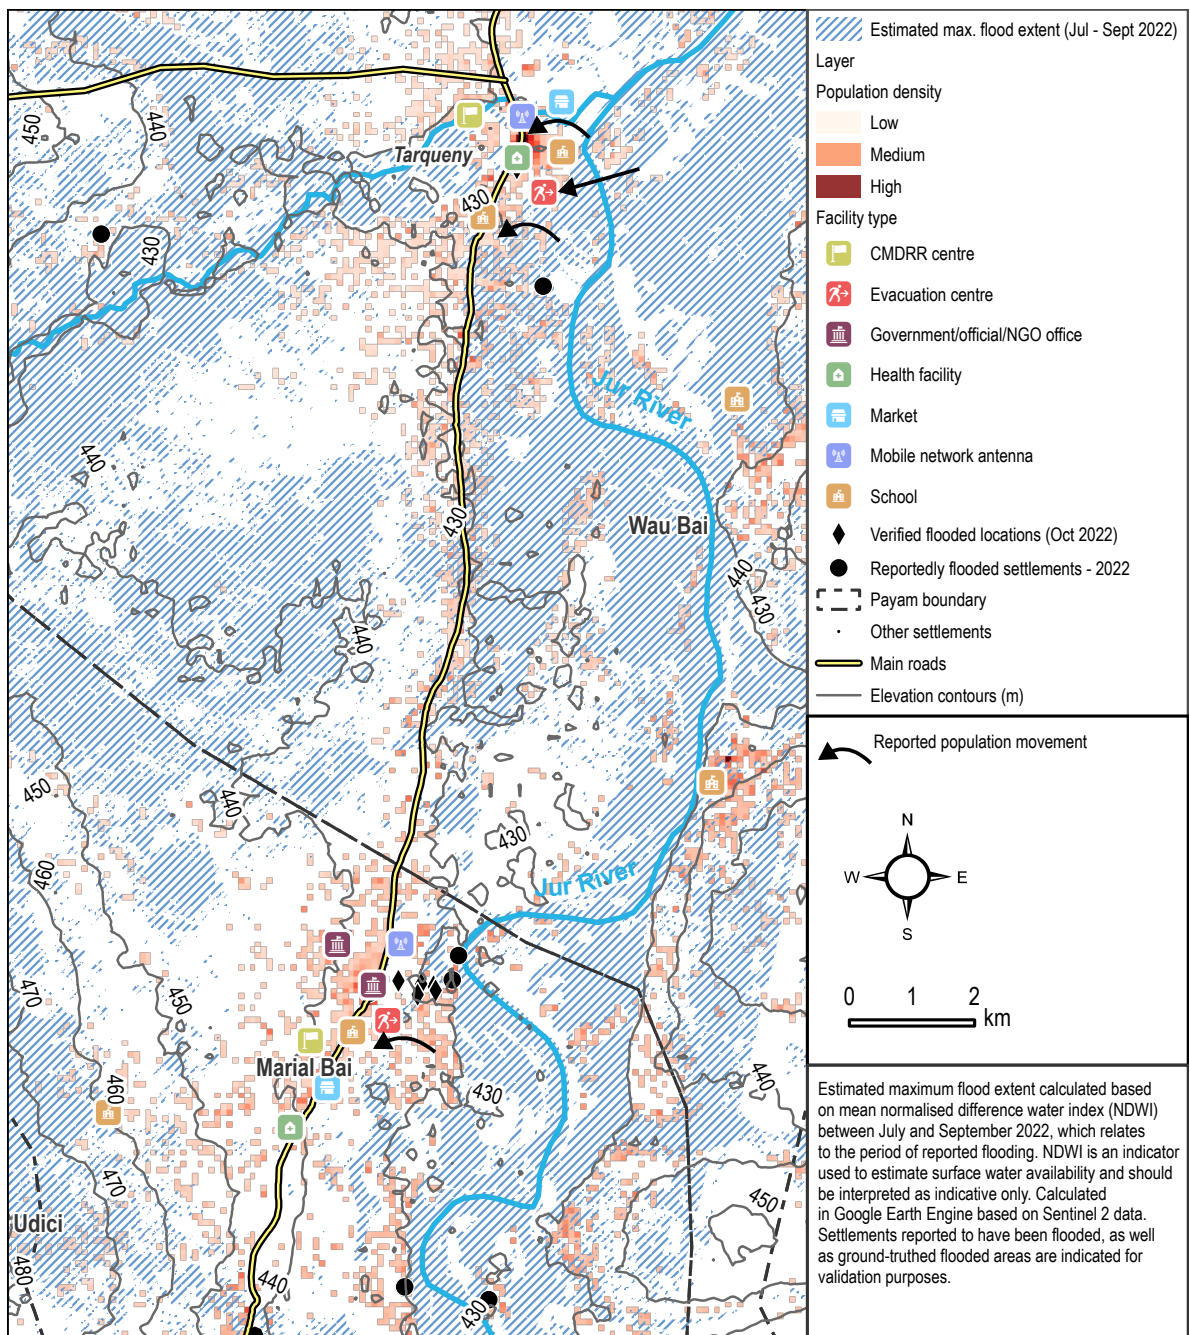 450
440
Tarqueny
430
430
Jur River
440
430
Wau Bai
440
430
440
450
440
430
460
Jur River
470
450
Marial Bai
430
460
440
470
450
Udici
480
440
430
Estimated max. flood extent (Jul - Sept 2022)
Layer
Population density
Low
Medium
High
Facility type
CMDRR centre
Evacuation centre
Government/official/NGO office
Health facility
Market
Mobile network antenna
School
Verified flooded locations (Oct 2022)
Reportedly flooded settlements - 2022
Payam boundary
Other settlements
Main roads
Elevation contours (m)
Reported population movement
N
W E
S
0 1 2
km
Estimated maximum flood extent calculated based
on mean normalised difference water index (NDWI)
between July and September 2022, which relates
to the period of reported flooding. NDWI is an indicator
used to estimate surface water availability and should
be interpreted as indicative only. Calculated
in Google Earth Engine based on Sentinel 2 data.
Settlements reported to have been flooded, as well
as ground-truthed flooded areas are indicated for
validation purposes.